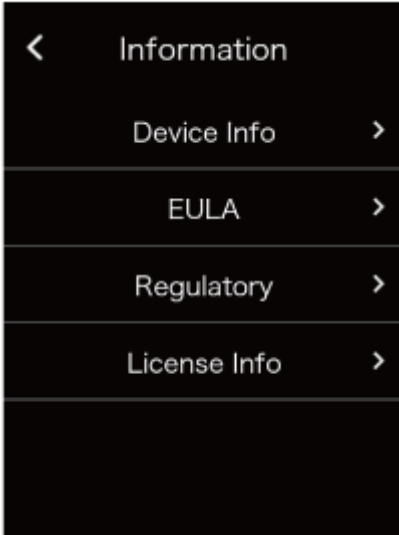 Information
Device Info
EULA
Regulatory
License Info